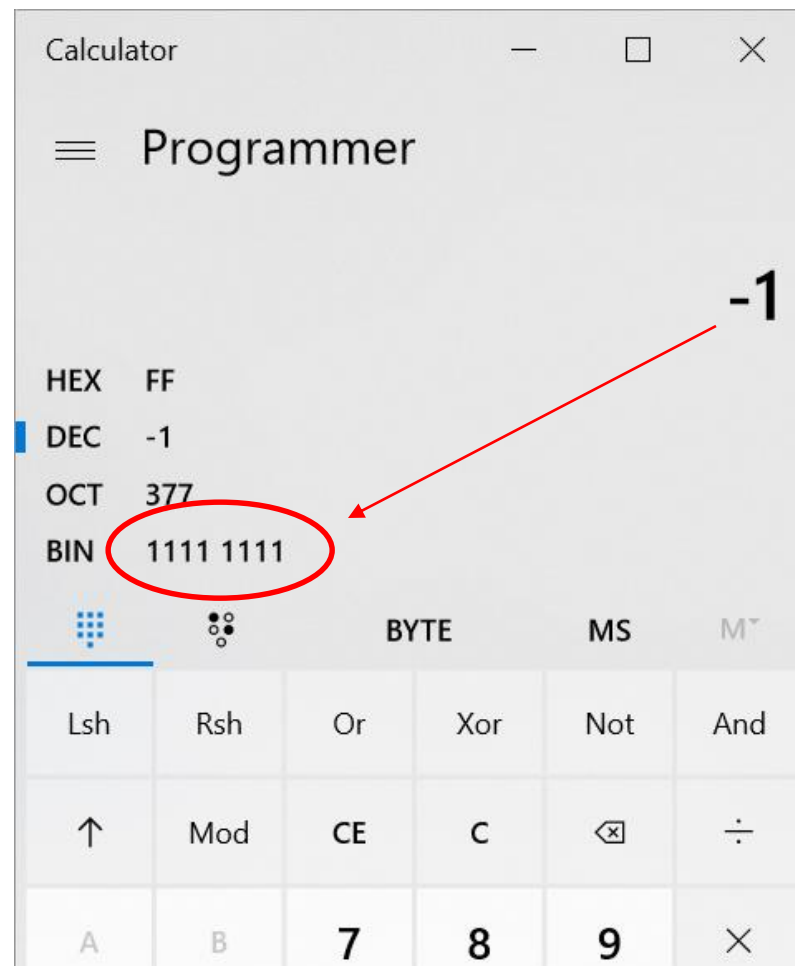 Calculator
Programmer
-1
HEX FF
DEC -1
OCT 377
BIN 1111 1111
BYTE MS M
Lsh Rsh Or Xor Not And
↑ Mod CE C ÷
A B 7 8 9 ×